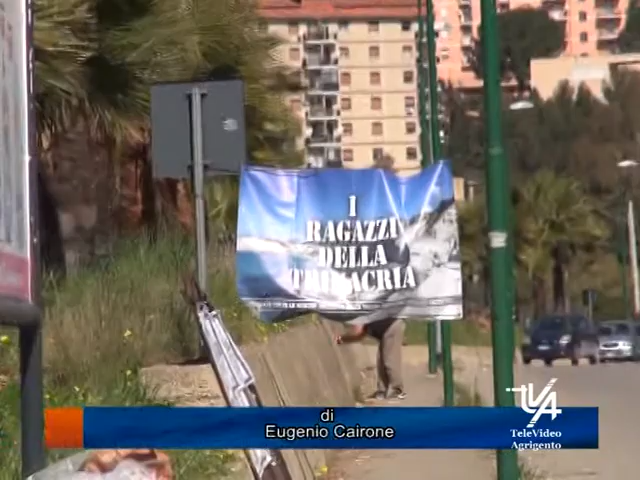 I
RAGAZZI
DELLA
TRINACRIA
di
Eugenio Cairone
TVA
TeleVideo
Agrigento